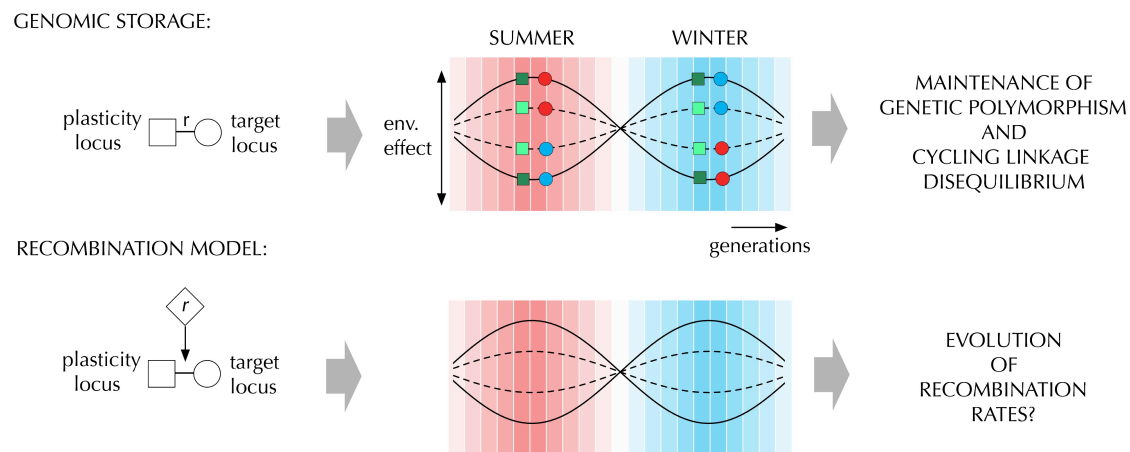 GENOMIC STORAGE:
SUMMER
WINTER
plasticity
locus
r
target
locus
env.
effect
MAINTENANCE OF
GENETIC POLYMORPHISM
AND
CYCLING LINKAGE
DISEQUILIBRIUM
generations
RECOMBINATION MODEL:
r
plasticity
locus
target
locus
EVOLUTION
OF
RECOMBINATION
RATES?